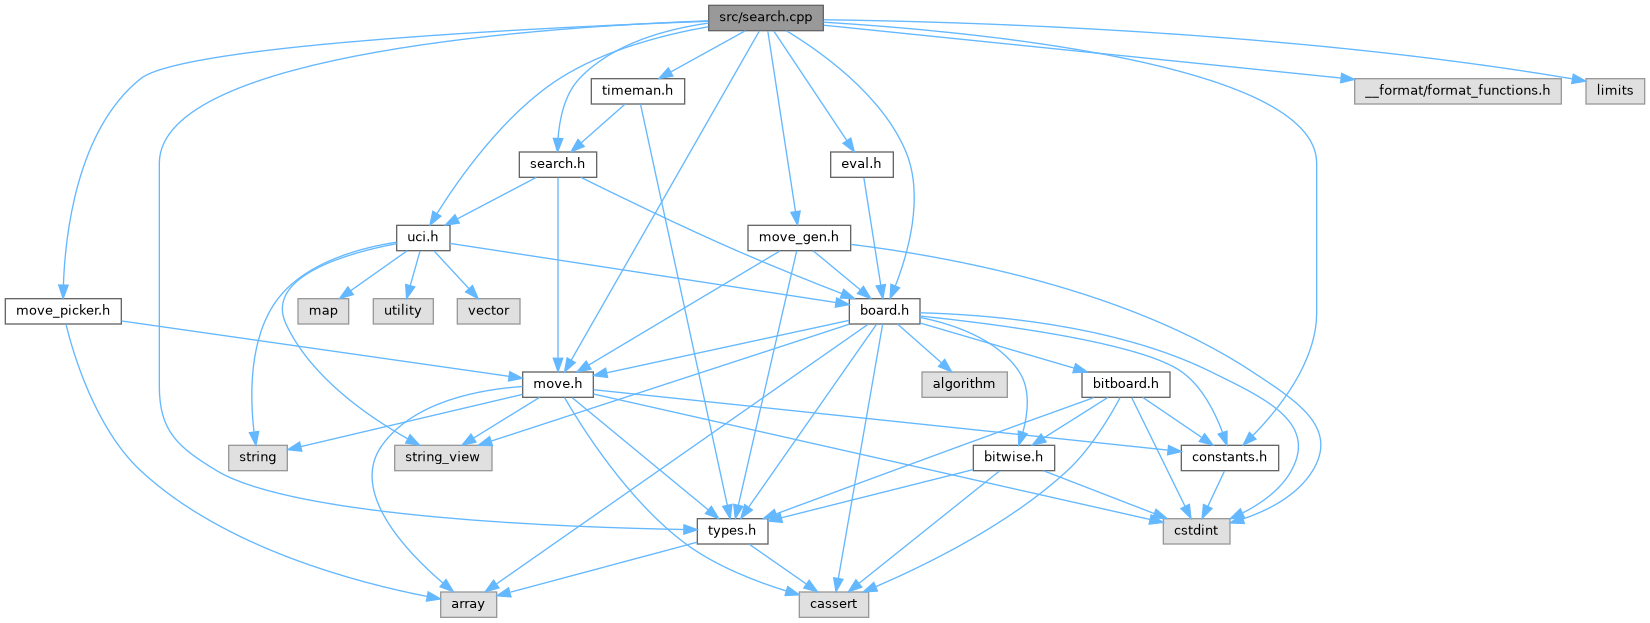 src/search.cpp
timeman.h
__format/format_functions.h
limits
search.h
eval.h
uci.h
move_gen.h
move_picker.h
map
utility
vector
board.h
move.h
algorithm
bitboard.h
string
string_view
bitwise.h
constants.h
types.h
cstdint
array
cassert